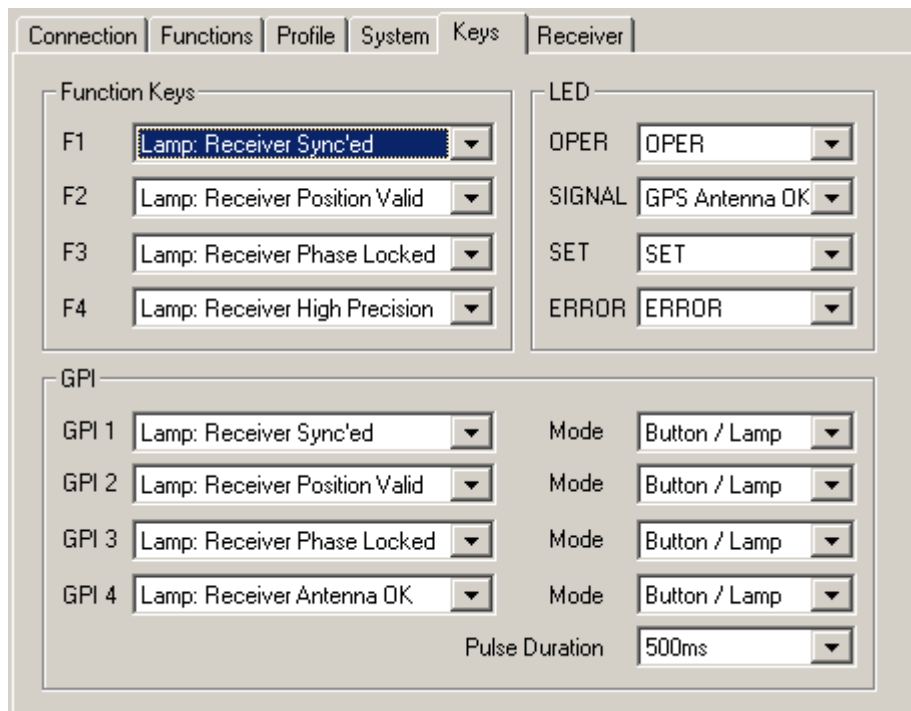 Connection Functions Profile System Keys Receiver
Function Keys
F1 Lamp: Receiver Sync'ed
F2 Lamp: Receiver Position Valid
F3 Lamp: Receiver Phase Locked
F4 Lamp: Receiver High Precision
LED
OPER OPER
SIGNAL GPS Antenna OK
SET SET
ERROR ERROR
GPI
GPI 1 Lamp: Receiver Sync'ed Mode Button / Lamp
GPI 2 Lamp: Receiver Position Valid Mode Button / Lamp
GPI 3 Lamp: Receiver Phase Locked Mode Button / Lamp
GPI 4 Lamp: Receiver Antenna OK Mode Button / Lamp
Pulse Duration 500ms